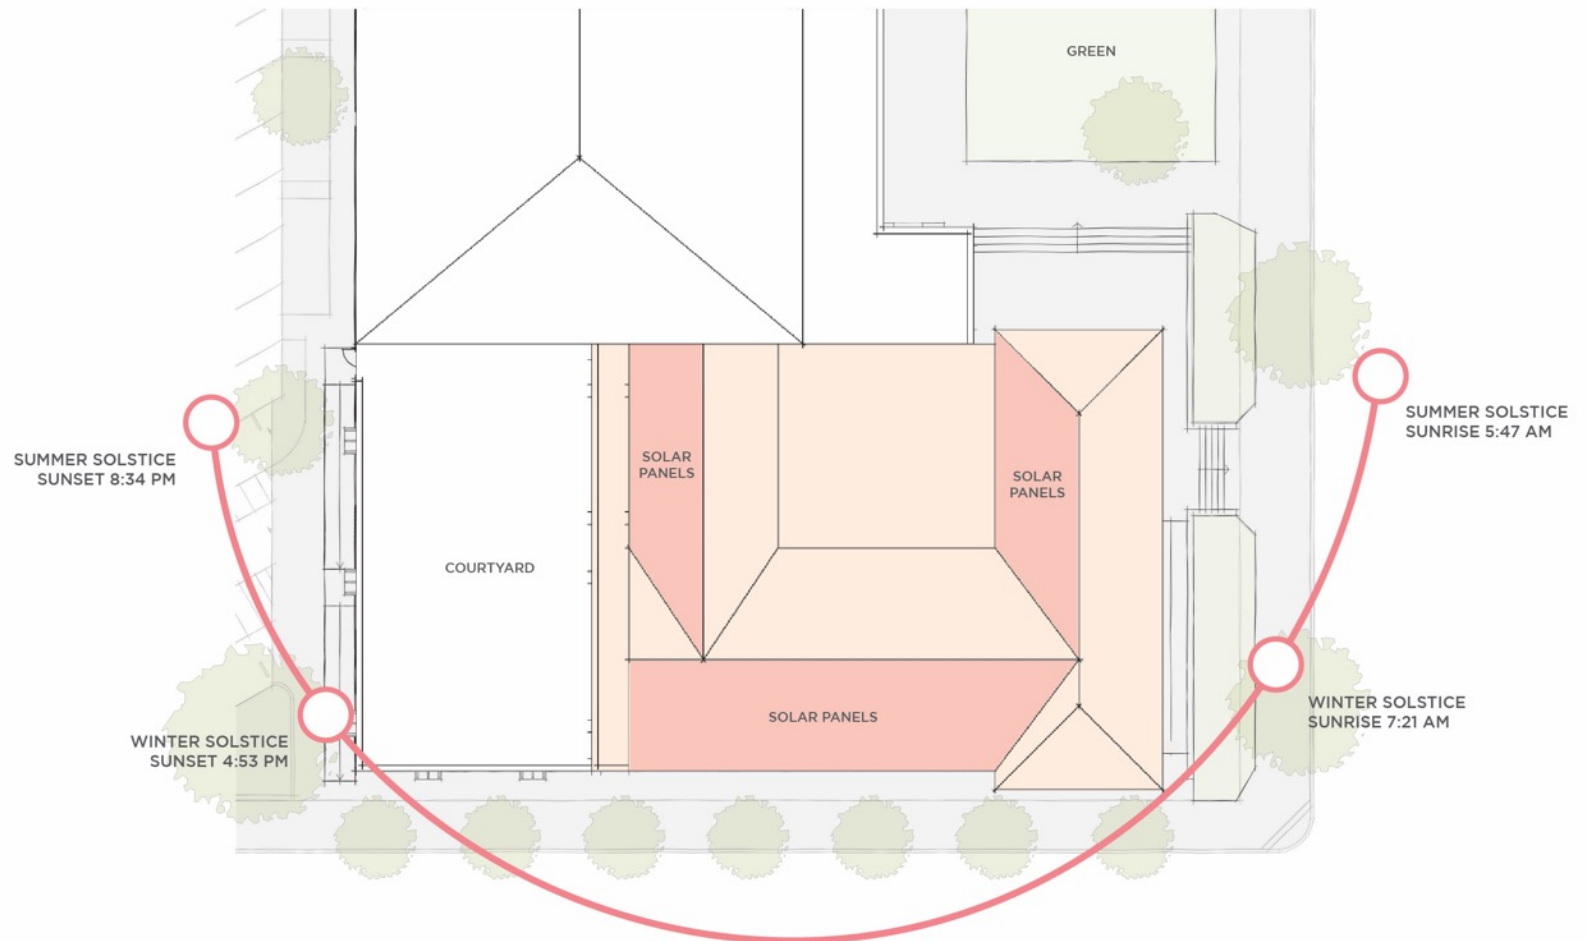 GREEN
SUMMER SOLSTICE
SUNRISE 5:47 AM
SUMMER SOLSTICE
SUNSET 8:34 PM
SOLAR
PANELS
SOLAR
PANELS
COURTYARD
SOLAR PANELS
WINTER SOLSTICE
SUNRISE 7:21 AM
WINTER SOLSTICE
SUNSET 4:53 PM